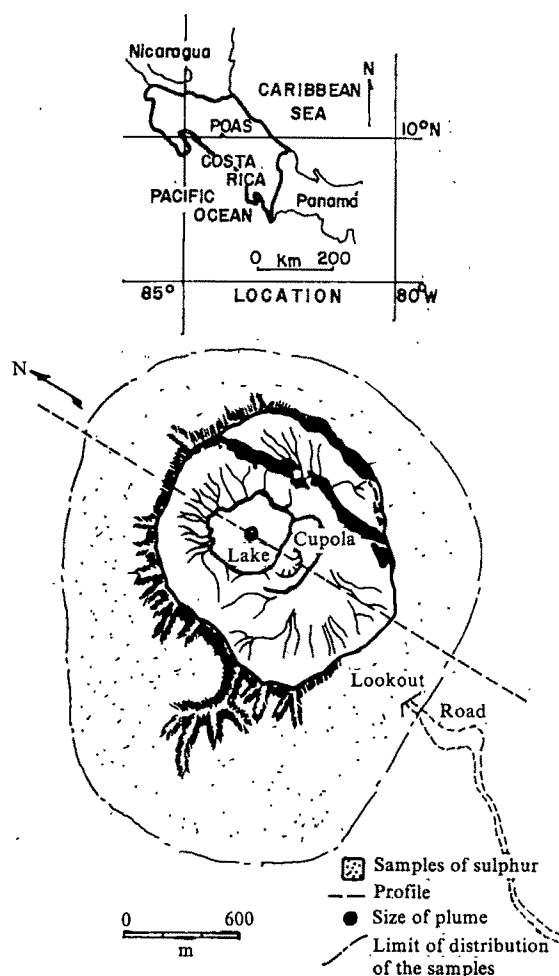 Nicaragua
CARIBBEAN
SEA
N
POAS
10°N
COSTA
RICA
PACIFIC
OCEAN
Panamá
0 Km 200
85°
LOCATION
80°W
N
Lake
Cupola
Lookout
Road
Samples of sulphur
Profile
Size of plume
Limit of distribution
of the samples
0 600
m